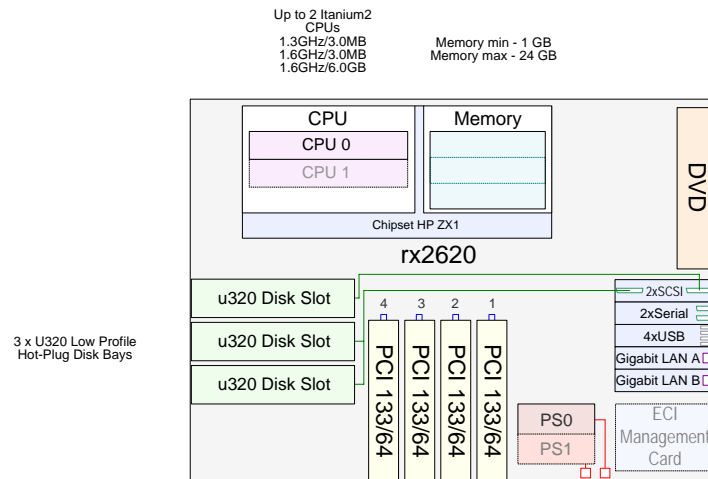 Up to 2 Itanium2
CPUs
1.3GHz/3.0MB
1.6GHz/3.0MB
1.6GHz/6.0GB
Memory min - 1 GB
Memory max - 24 GB
CPU
CPU 0
CPU 1
Memory
Chipset HP ZX1
DVD
rx2620
u320 Disk Slot
u320 Disk Slot
u320 Disk Slot
3 x U320 Low Profile
Hot-Plug Disk Bays
4
3
2
1
PCI 133/64
PCI 133/64
PCI 133/64
PCI 133/64
2xSCSI
2xSerial
4xUSB
Gigabit LAN A
Gigabit LAN B
PS0
PS1
ECI
Management
Card